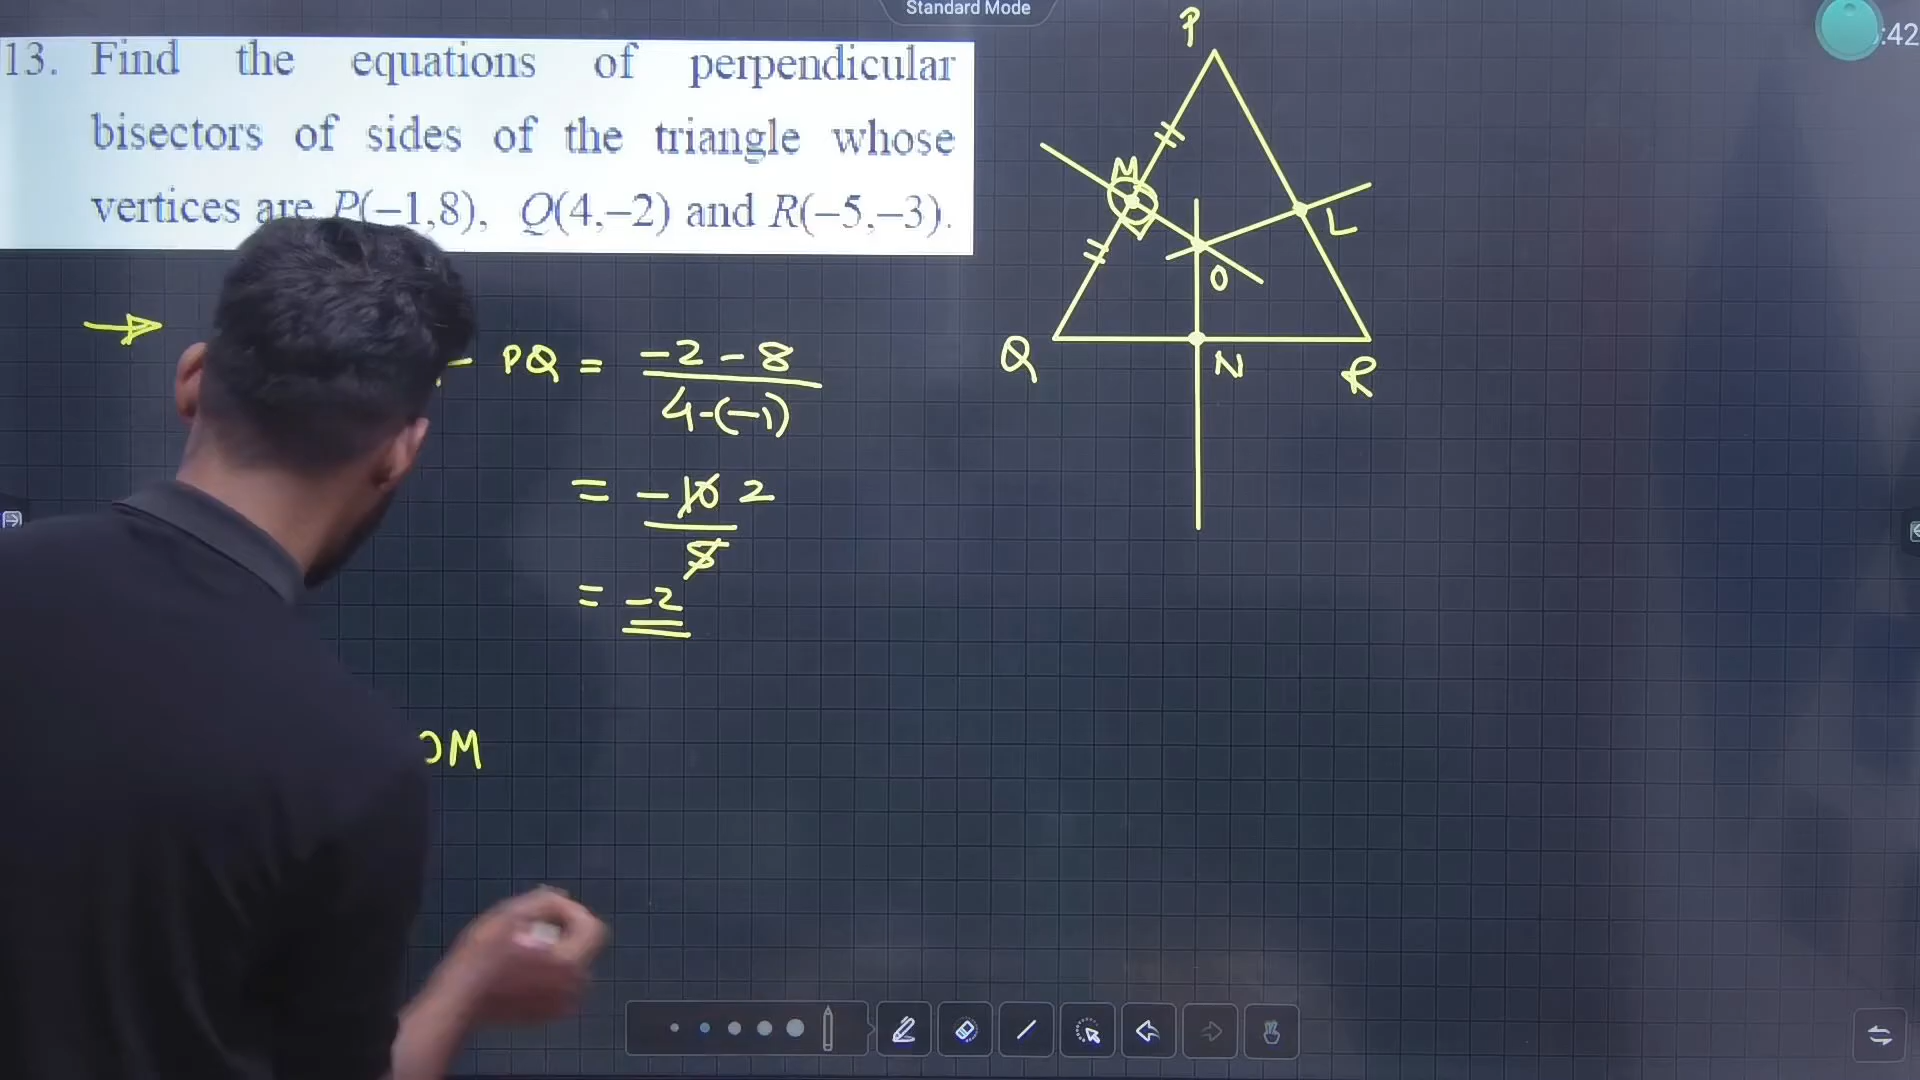 Standard Mode
:42
13. Find the equations of perpendicular
bisectors of sides of the triangle whose
vertices are P(−1,8), Q(4,−2) and R(−5,−3).
P
M
L
O
Q
N
R
PQ = -2 - 8
4-(-1)
= -10 2
5
= -2
OM